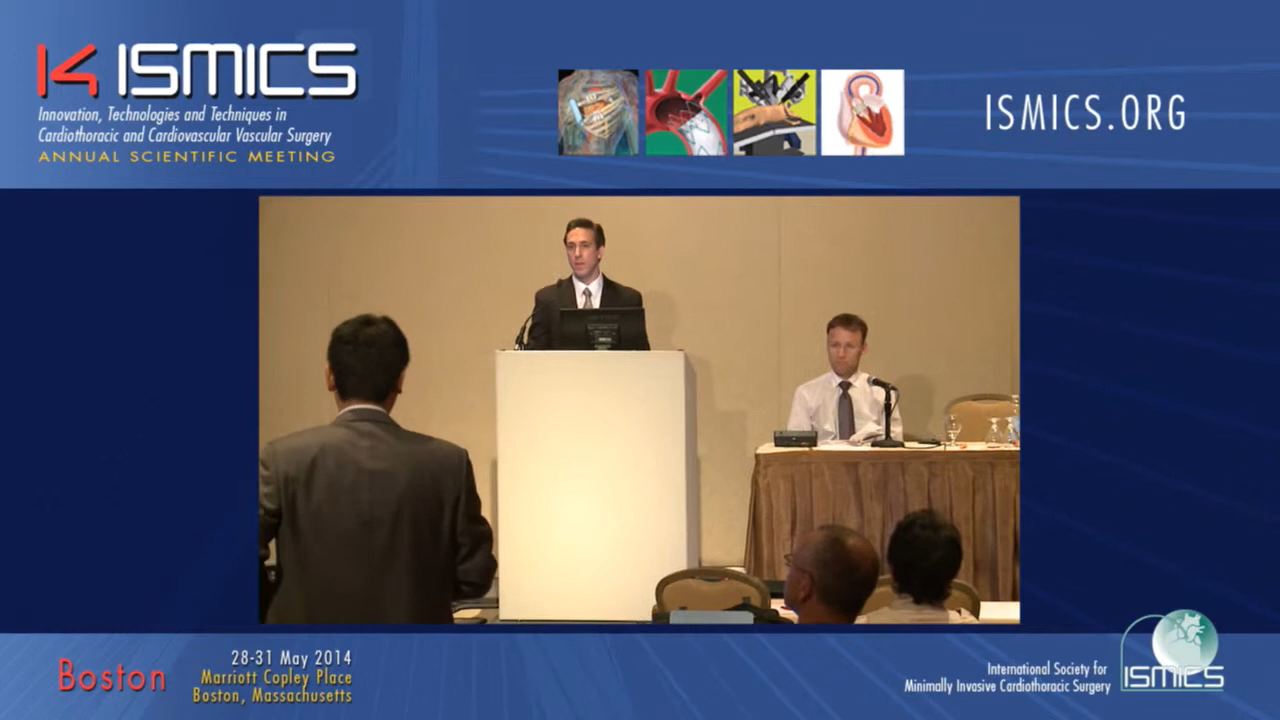 14 ISMICS
Innovation, Technologies and Techniques in
Cardiothoracic and Cardiovascular Vascular Surgery
ANNUAL SCIENTIFIC MEETING
ISMICS.ORG
Boston
28-31 May 2014
Marriott Copley Place
Boston, Massachusetts
International Society for
Minimally Invasive Cardiothoracic Surgery
ISMICS